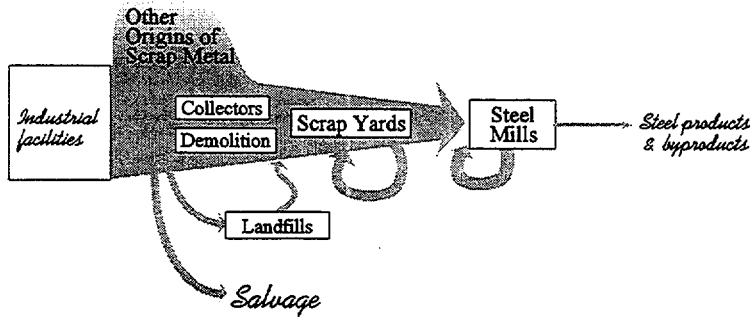 Other
Origins of
Scrap Metal
Industrial
facilities
Collectors
Demolition
Scrap Yards
Steel
Mills
Steel products
& byproducts
Landfills
Salvage